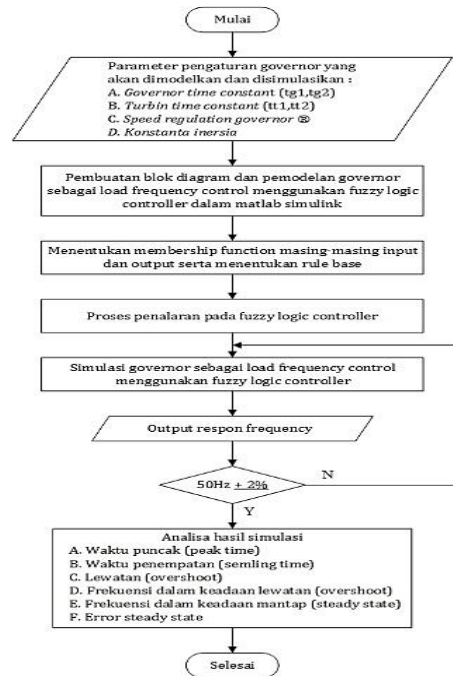 Mulai
Parameter pengaturan governor yang
akan dimodelkan dan disimulasikan :
A. Governor time constant (tg1,tg2)
B. Turbin time constant (tt1,tt2)
C. Speed regulation governor ®
D. Konstanta inersia
Pembuatan blok diagram dan pemodelan governor
sebagai load frequency control menggunakan fuzzy logic
controller dalam matlab simulink
Menentukan membership function masing-masing input
dan output serta menentukan rule base
Proses penalaran pada fuzzy logic controller
Simulasi governor sebagai load frequency control
menggunakan fuzzy logic controller
Output respon frequency
50Hz + 2%
N
Y
Analisa hasil simulasi
A. Waktu puncak (peak time)
B. Waktu penempatan (semling time)
C. Lewatan (overshoot)
D. Frekuensi dalam keadaan lewatan (overshoot)
E. Frekuensi dalam keadaan mantap (steady state)
F. Error steady state
Selesai